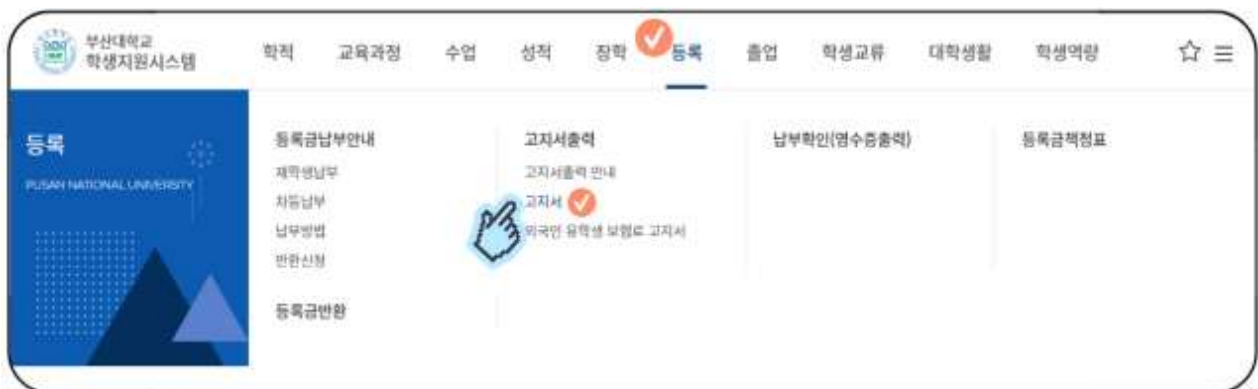 부산대학교
학생지원시스템
학적 교육과정 수업 성적 장학 등록 졸업 학생교류 대학생활 학생역량
등록
PUSAN NATIONAL UNIVERSITY
등록금납부안내
재학생납부
차등납부
납부방법
반환신청
등록금반환
고지서출력
고지서출력 안내
고지서
외국인 유학생 보험료 고지서
납부확인(영수증출력)
등록금책정표